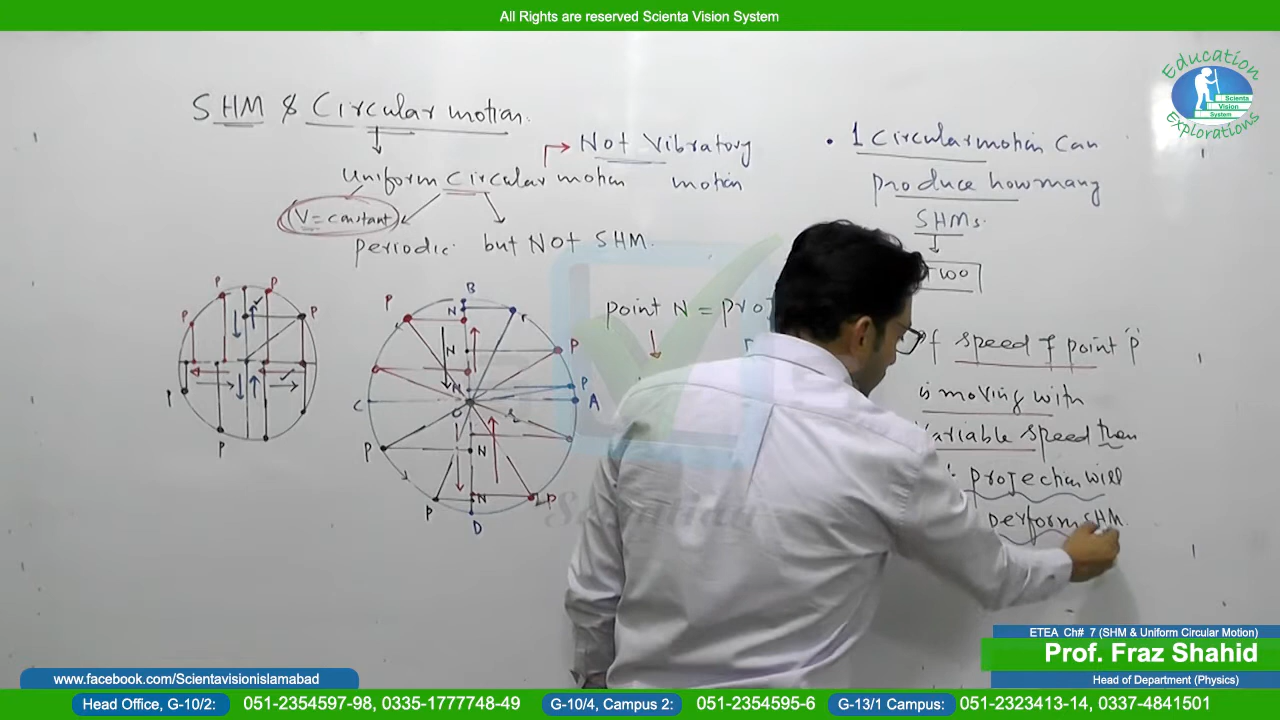 All Rights are reserved Scienta Vision System
Education
Scienta
Vision
System
Explorations
SHM & Circular motion.
Not Vibratory
motion
uniform circular motion
V = constant
periodic but Not SHM.
• 1 Circular motion Can
produce how many
SHMs.
point N =
If speed of point 'P'
is moving with
Variable speed then
projection will
perform SHM.
P
P
P
P
P
P
B
P
N
r
N
P
N
P
C
O
A
P
N
P
N
P
D
ETEA Ch# 7 (SHM & Uniform Circular Motion)
Prof. Fraz Shahid
Head of Department (Physics)
www.facebook.com/Scientavisionislamabad
Head Office, G-10/2: 051-2354597-98, 0335-1777748-49 G-10/4, Campus 2: 051-2354595-6 G-13/1 Campus: 051-2323413-14, 0337-4841501